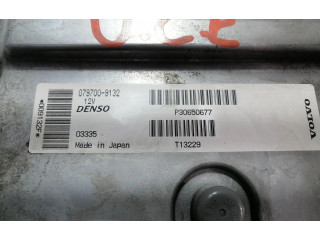 079700-9132
12V
DENSO
P30650677
03335
T13229
Made in Japan
VOLVO